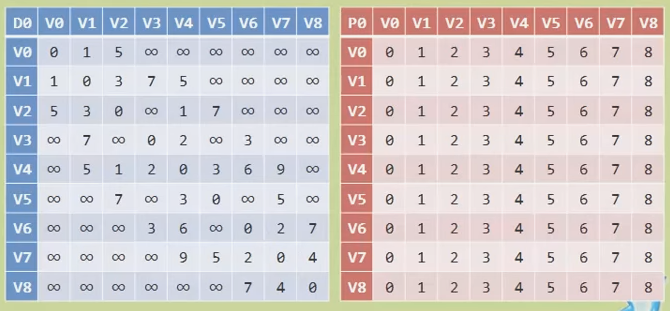 D0 V0 V1 V2 V3 V4 V5 V6 V7 V8
V0 0 1 5 ∞ ∞ ∞ ∞ ∞ ∞
V1 1 0 3 7 5 ∞ ∞ ∞ ∞
V2 5 3 0 ∞ 1 7 ∞ ∞ ∞
V3 ∞ 7 ∞ 0 2 ∞ 3 ∞ ∞
V4 ∞ 5 1 2 0 3 6 9 ∞
V5 ∞ ∞ 7 ∞ 3 0 ∞ 5 ∞
V6 ∞ ∞ ∞ 3 6 ∞ 0 2 7
V7 ∞ ∞ ∞ ∞ 9 5 2 0 4
V8 ∞ ∞ ∞ ∞ ∞ ∞ 7 4 0
P0 V0 V1 V2 V3 V4 V5 V6 V7 V8
V0 0 1 2 3 4 5 6 7 8
V1 0 1 2 3 4 5 6 7 8
V2 0 1 2 3 4 5 6 7 8
V3 0 1 2 3 4 5 6 7 8
V4 0 1 2 3 4 5 6 7 8
V5 0 1 2 3 4 5 6 7 8
V6 0 1 2 3 4 5 6 7 8
V7 0 1 2 3 4 5 6 7 8
V8 0 1 2 3 4 5 6 7 8